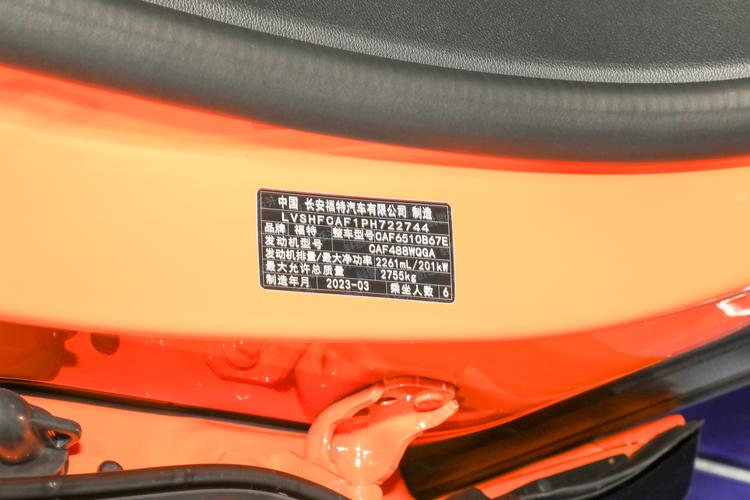 中国 长安福特汽车有限公司 制造
LVSHFCAF1PH722744
品牌 福特 整车型号 CAF6510B67E
发动机型号 CAF488WQGA
发动机排量/最大净功率 2261mL/201kW
最大允许总质量 2755kg
制造年月 2023-03 乘坐人数 6